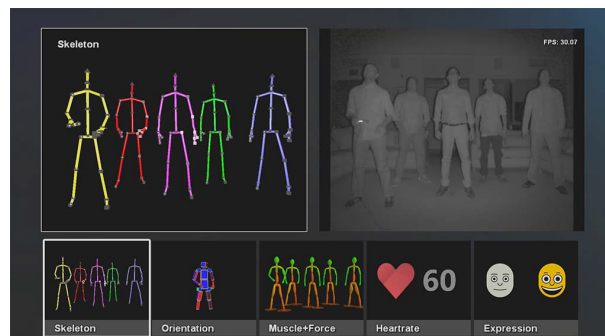 Skeleton
FPS: 30.07
60
Skeleton
Orientation
Muscle+Force
Heartrate
Expression